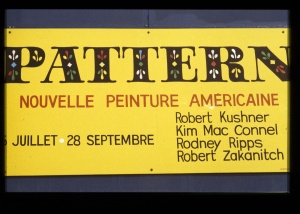 PATTERN
NOUVELLE PEINTURE AMERICAINE
JUILLET • 28 SEPTEMBRE
Robert Kushner
Kim Mac Connel
Rodney Ripps
Robert Zakanitch